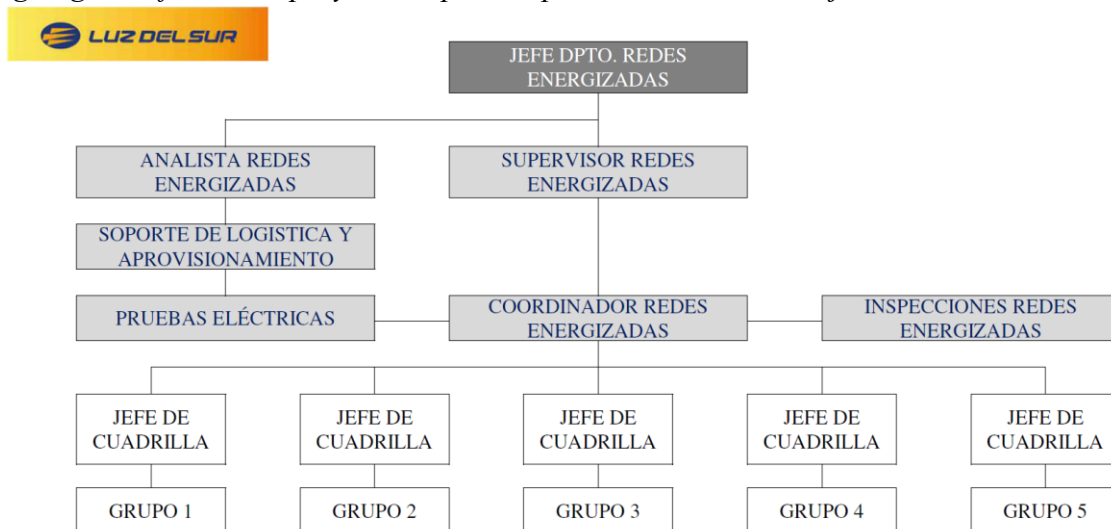 LUZ DEL SUR
JEFE DPTO. REDES
ENERGIZADAS
ANALISTA REDES
ENERGIZADAS
SUPERVISOR REDES
ENERGIZADAS
SOPORTE DE LOGISTICA Y
APROVISIONAMIENTO
PRUEBAS ELÉCTRICAS
COORDINADOR REDES
ENERGIZADAS
INSPECCIONES REDES
ENERGIZADAS
JEFE DE
CUADRILLA
JEFE DE
CUADRILLA
JEFE DE
CUADRILLA
JEFE DE
CUADRILLA
JEFE DE
CUADRILLA
GRUPO 1
GRUPO 2
GRUPO 3
GRUPO 4
GRUPO 5